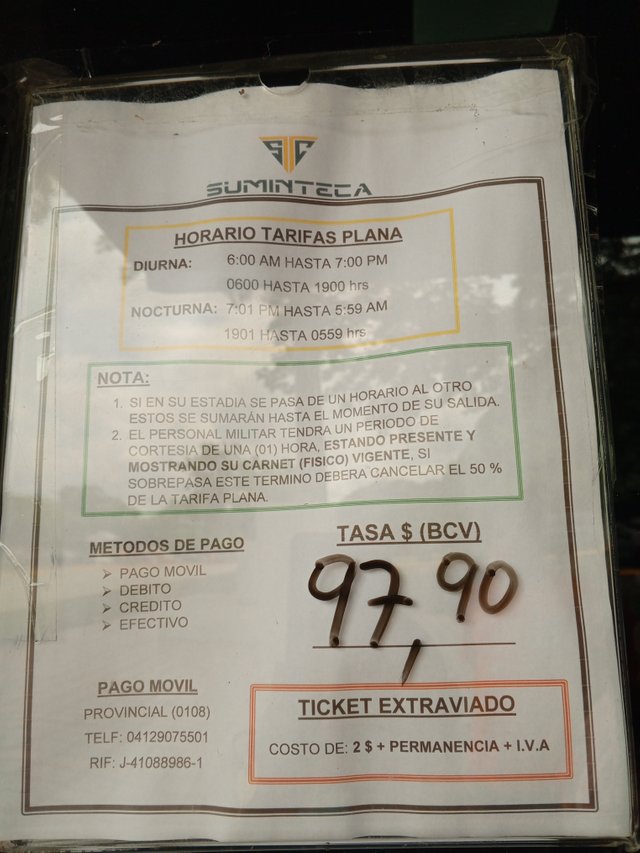 STC
SUMINTECA
HORARIO TARIFAS PLANA
DIURNA: 6:00 AM HASTA 7:00 PM
0600 HASTA 1900 hrs
NOCTURNA: 7:01 PM HASTA 5:59 AM
1901 HASTA 0559 hrs
NOTA:
1. SI EN SU ESTADIA SE PASA DE UN HORARIO AL OTRO
ESTOS SE SUMARÁN HASTA EL MOMENTO DE SU SALIDA.
2. EL PERSONAL MILITAR TENDRA UN PERIODO DE
CORTESIA DE UNA (01) HORA, ESTANDO PRESENTE Y
MOSTRANDO SU CARNET (FISICO) VIGENTE, SI
SOBREPASA ESTE TERMINO DEBERA CANCELAR EL 50 %
DE LA TARIFA PLANA.
METODOS DE PAGO
➢ PAGO MOVIL
➢ DEBITO
➢ CREDITO
➢ EFECTIVO
TASA $ (BCV)
97,90
PAGO MOVIL
PROVINCIAL (0108)
TELF: 04129075501
RIF: J-41088986-1
TICKET EXTRAVIADO
COSTO DE: 2 $ + PERMANENCIA + I.V.A